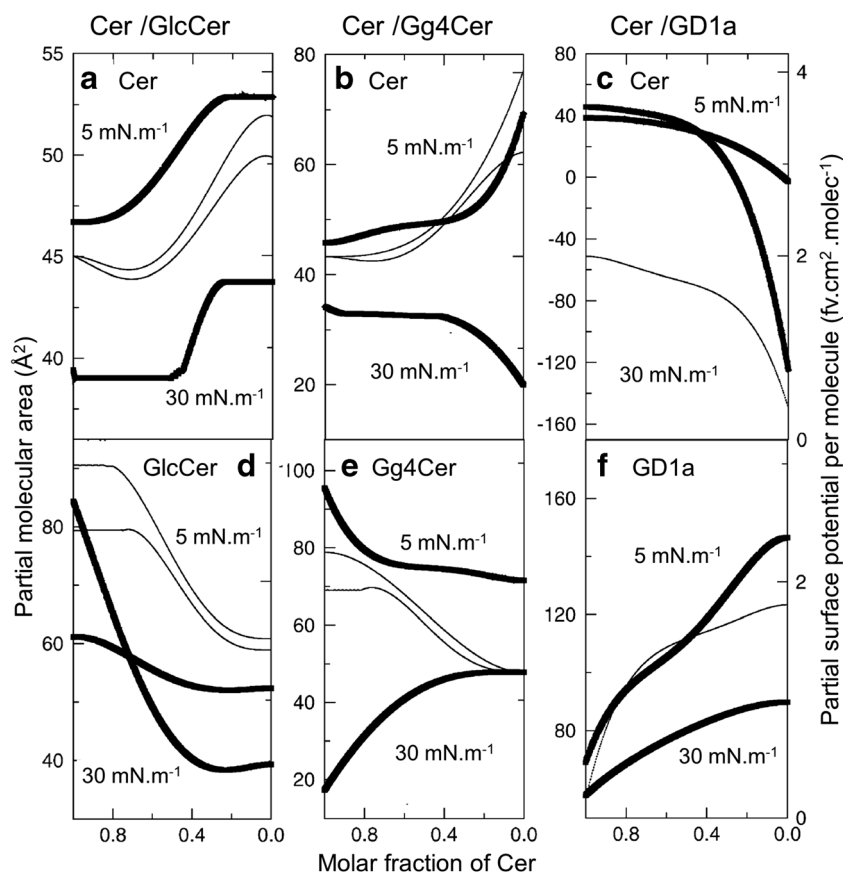 Cer /GlcCer Cer /Gg4Cer Cer /GD1a
55 a Cer 80 b Cer 80 c Cer 4
5 mN.m-1 5 mN.m-1 5 mN.m-1
50 60 40
0
45 40 -40 2
-80
39 20 -120
30 mN.m-1 30 mN.m-1 30 mN.m-1
-170 0
GlcCer d e Gg4Cer f GD1a
100 160
80 5 mN.m-1 80 5 mN.m-1 5 mN.m-1 2
60 60 120
40 40 80
30 mN.m-1 20 30 mN.m-1 30 mN.m-1
0
0.8 0.4 0.0 0.8 0.4 0.0 0.8 0.4 0.0
Molar fraction of Cer
Partial molecular area (Å2)
Partial surface potential per molecule (fv.cm2 .molec-1)